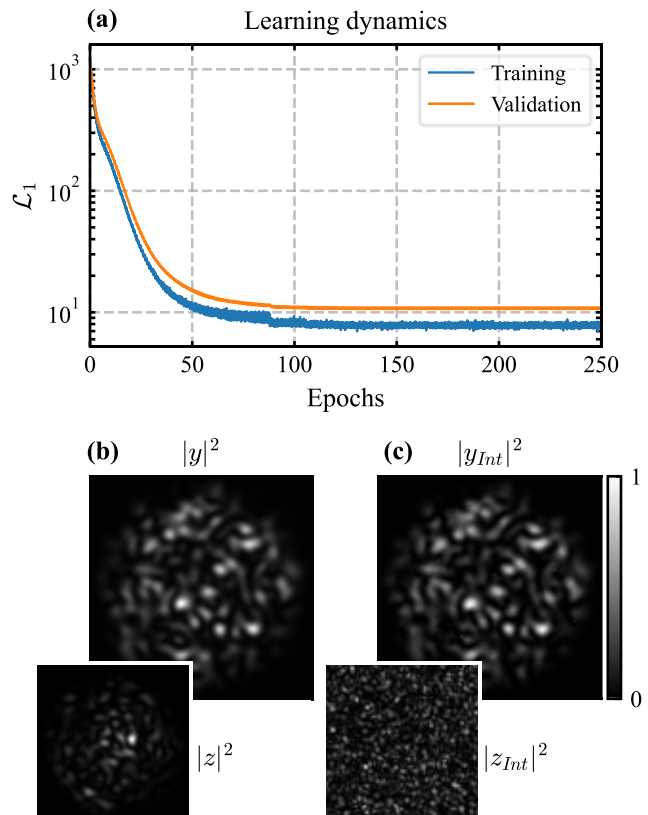 (a) Learning dynamics
10³
Training
Validation
10²
ℒ₁
10¹
0 50 100 150 200 250
Epochs
(b) |y|² (c) |y_Int|²
1
0
|z|² |z_Int|²